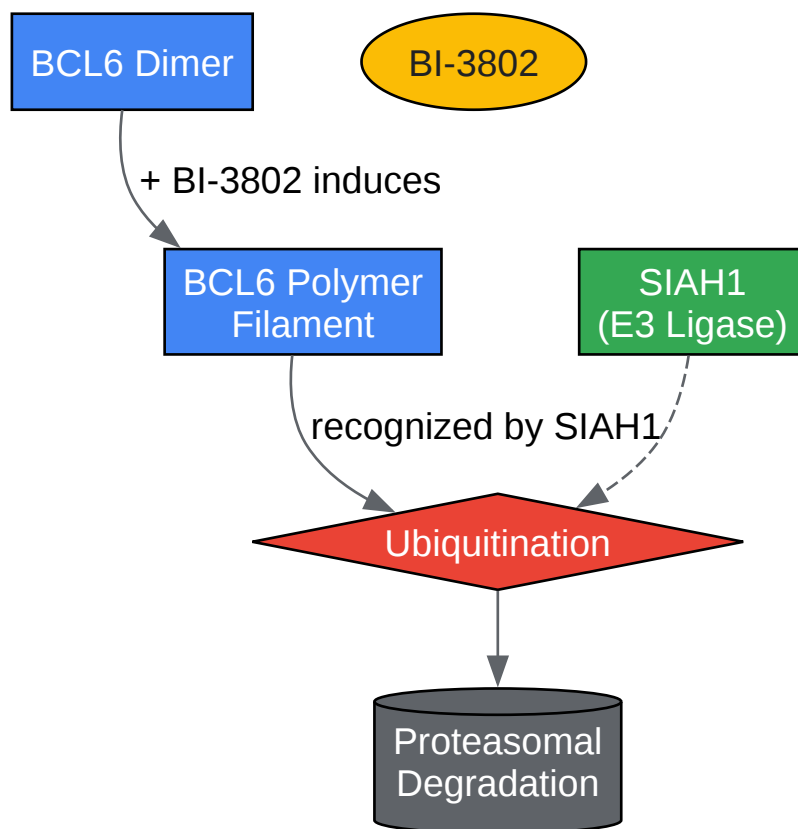 BCL6 Dimer
BI-3802
+ BI-3802 induces
BCL6 Polymer
Filament
SIAH1
(E3 Ligase)
recognized by SIAH1
Ubiquitination
Proteasomal
Degradation